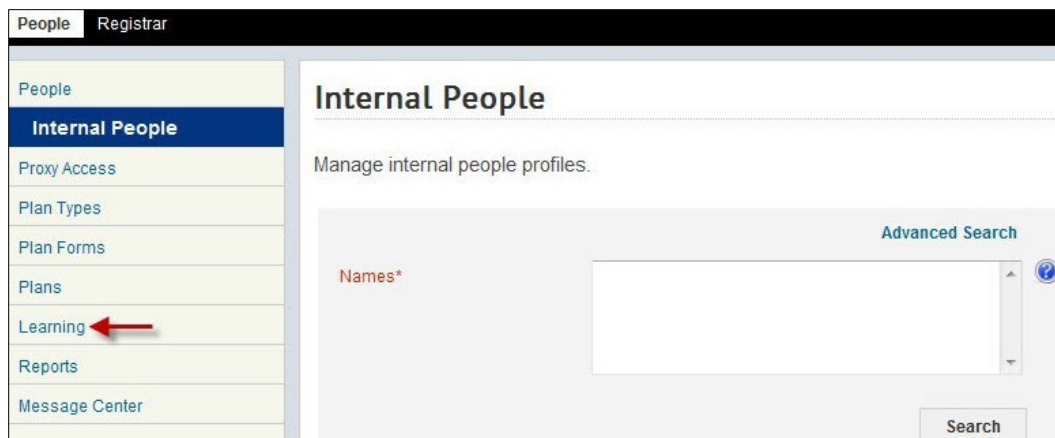 People Registrar
People
Internal People
Proxy Access
Plan Types
Plan Forms
Plans
Learning
Reports
Message Center
Internal People
Manage internal people profiles.
Advanced Search
Names*
?
Search